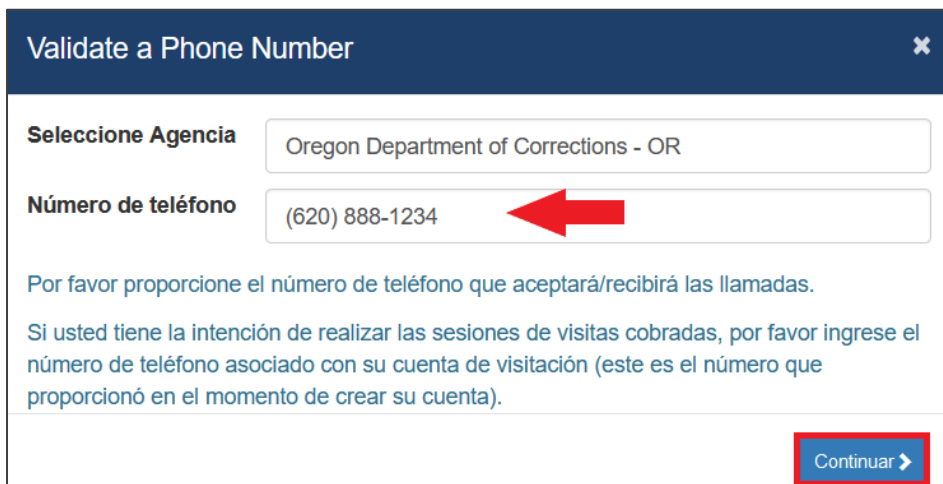 Validate a Phone Number ✖
Seleccione Agencia
Oregon Department of Corrections - OR
Número de teléfono
(620) 888-1234
Por favor proporcione el número de teléfono que aceptará/recibirá las llamadas.
Si usted tiene la intención de realizar las sesiones de visitas cobradas, por favor ingrese el
número de teléfono asociado con su cuenta de visitación (este es el número que
proporcionó en el momento de crear su cuenta).
Continuar